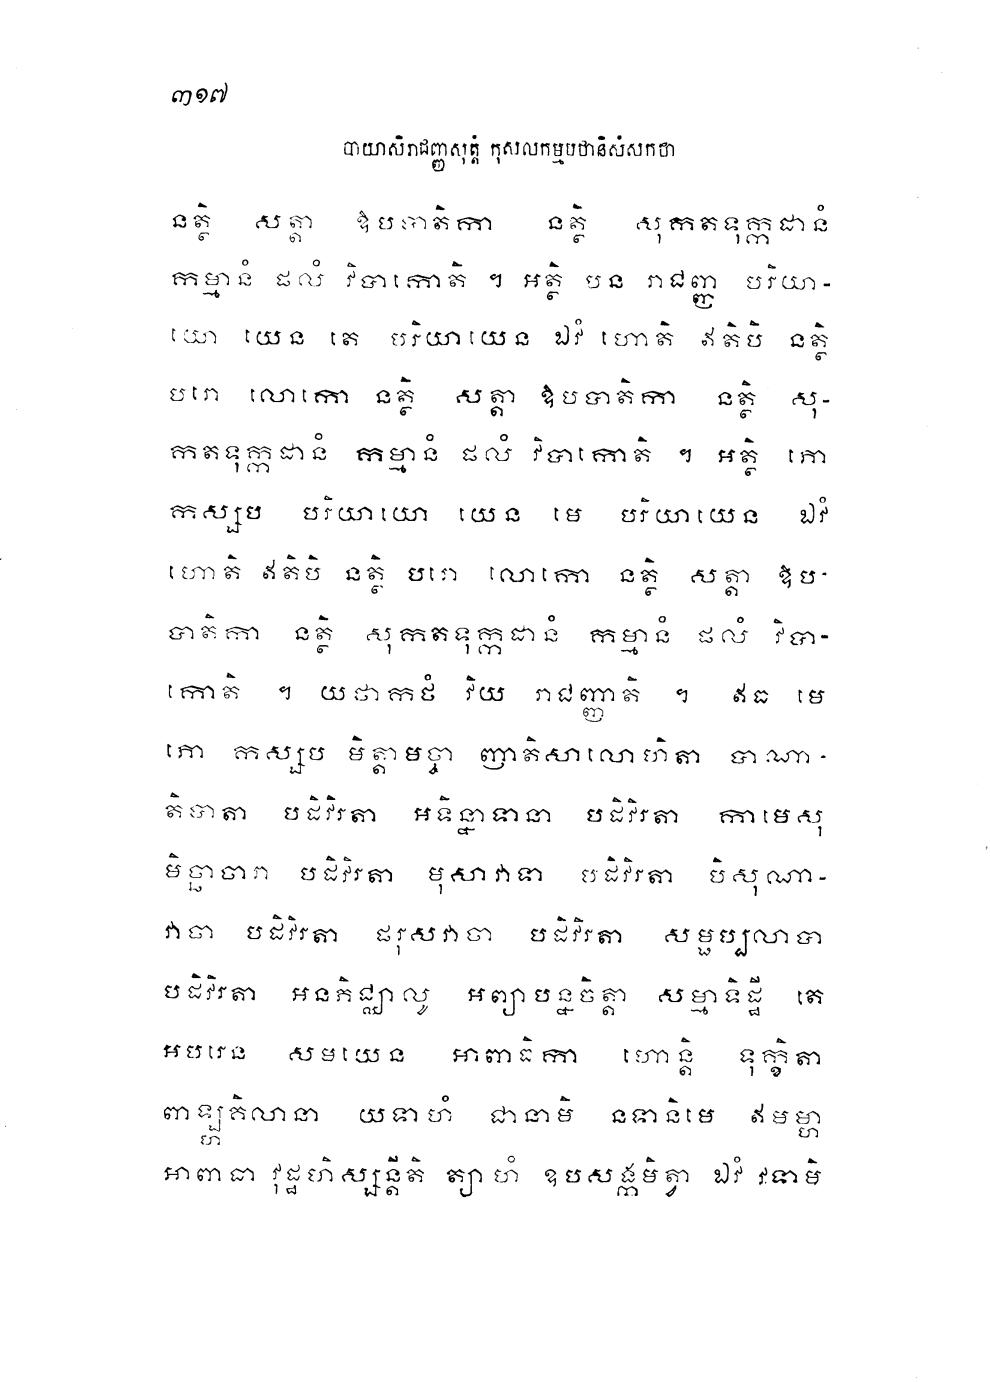 ៣១៧
បាយាសិរាជញ្ញសុត្តំ កុសលកម្មបថានិសំសកថា
នត្ថិ សត្តា ឱបបាតិកា នត្ថិ សុកតទុក្កដានំ
កម្មានំ ផលំ វិបាកោតិ ។ អត្ថិ បន រាជញ្ញ បរិយា-
យោ យេន តេ បរិយាយេន ឯវំ ហោតិ ឥតិបិ នត្ថិ
បរោ លោកោ នត្ថិ សត្តា ឱបបាតិកា នត្ថិ សុ-
កតទុក្កដានំ កម្មានំ ផលំ វិបាកោតិ ។ អត្ថិ ភោ
កស្សប បរិយាយោ យេន មេ បរិយាយេន ឯវំ
ហោតិ ឥតិបិ នត្ថិ បរោ លោកោ នត្ថិ សត្តា ឱប-
បាតិកា នត្ថិ សុកតទុក្កដានំ កម្មានំ ផលំ វិបា-
កោតិ ។ យថាកថំ វិយ រាជញ្ញាតិ ។ ឥធ មេ
ភោ កស្សប មិត្តាមច្ចា ញាតិសាលោហិតា បាណា-
តិបាតា បដិវិរតា អទិន្នាទានា បដិវិរតា កាមេសុ
មិច្ឆាចារា បដិវិរតា មុសាវាទា បដិវិរតា បិសុណា-
វាចា បដិវិរតា ផរុសវាចា បដិវិរតា សម្ផប្បលាបា
បដិវិរតា អនភិជ្ឈាលូ អព្យាបន្នចិត្តា សម្មាទិដ្ឋី តេ
អបរេន សមយេន អាពាធិកា ហោន្តិ ទុក្ខិតា
ពាឡ្ហគិលានា យទាហំ ជានាមិ នទានិមេ ឥមម្ហា
អាពាធា វុដ្ឋហិស្សន្តីតិ ត្យាហំ ឧបសង្កមិត្វា ឯវំ វទាមិ